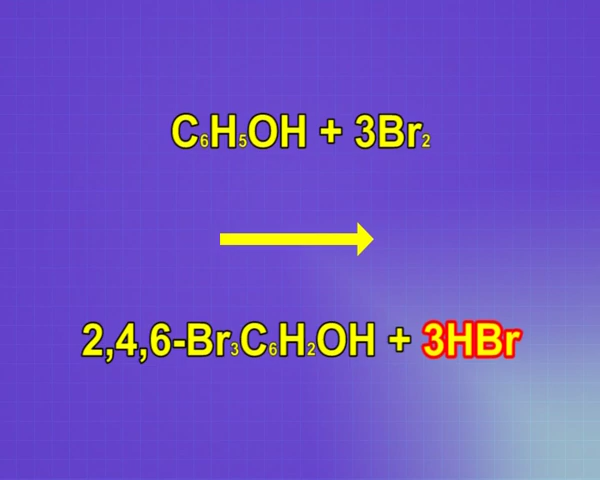 C₆H₅OH + 3Br₂
2,4,6-Br₃C₆H₂OH + 3HBr